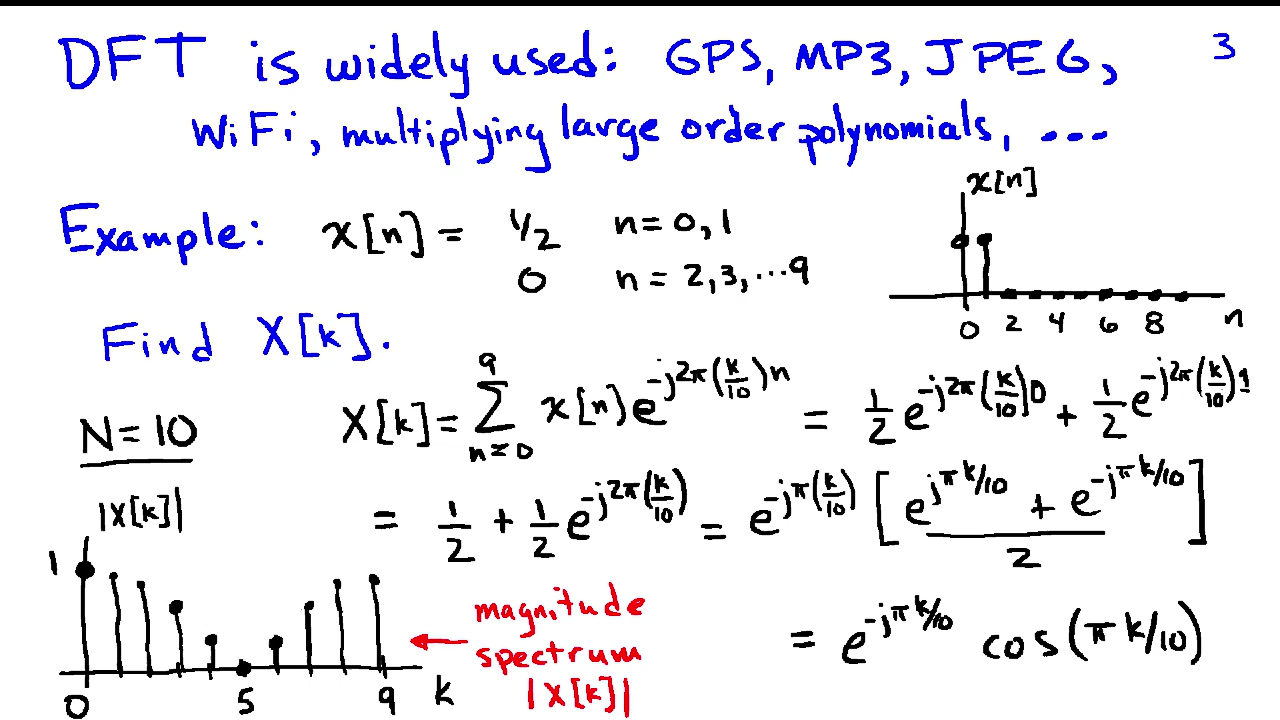 DFT is widely used: GPS, MP3, JPEG, 3
WiFi, multiplying large order polynomials, ...
x[n]
Example: x[n] = 1/2 n = 0, 1
0 n = 2, 3, ...9
0 2 4 6 8 n
Find X[k].
N = 10
X[k] = Σ_{n=0}^{9} x[n] e^{-j2π(k/10)n} = 1/2 e^{-j2π(k/10)0} + 1/2 e^{-j2π(k/10)1}
= 1/2 + 1/2 e^{-j2π(k/10)} = e^{-jπ(k/10)} [ (e^{jπk/10} + e^{-jπk/10}) / 2 ]
= e^{-jπk/10} cos(πk/10)
|X[k]|
1
0 5 9 k
magnitude
spectrum
|X[k]|